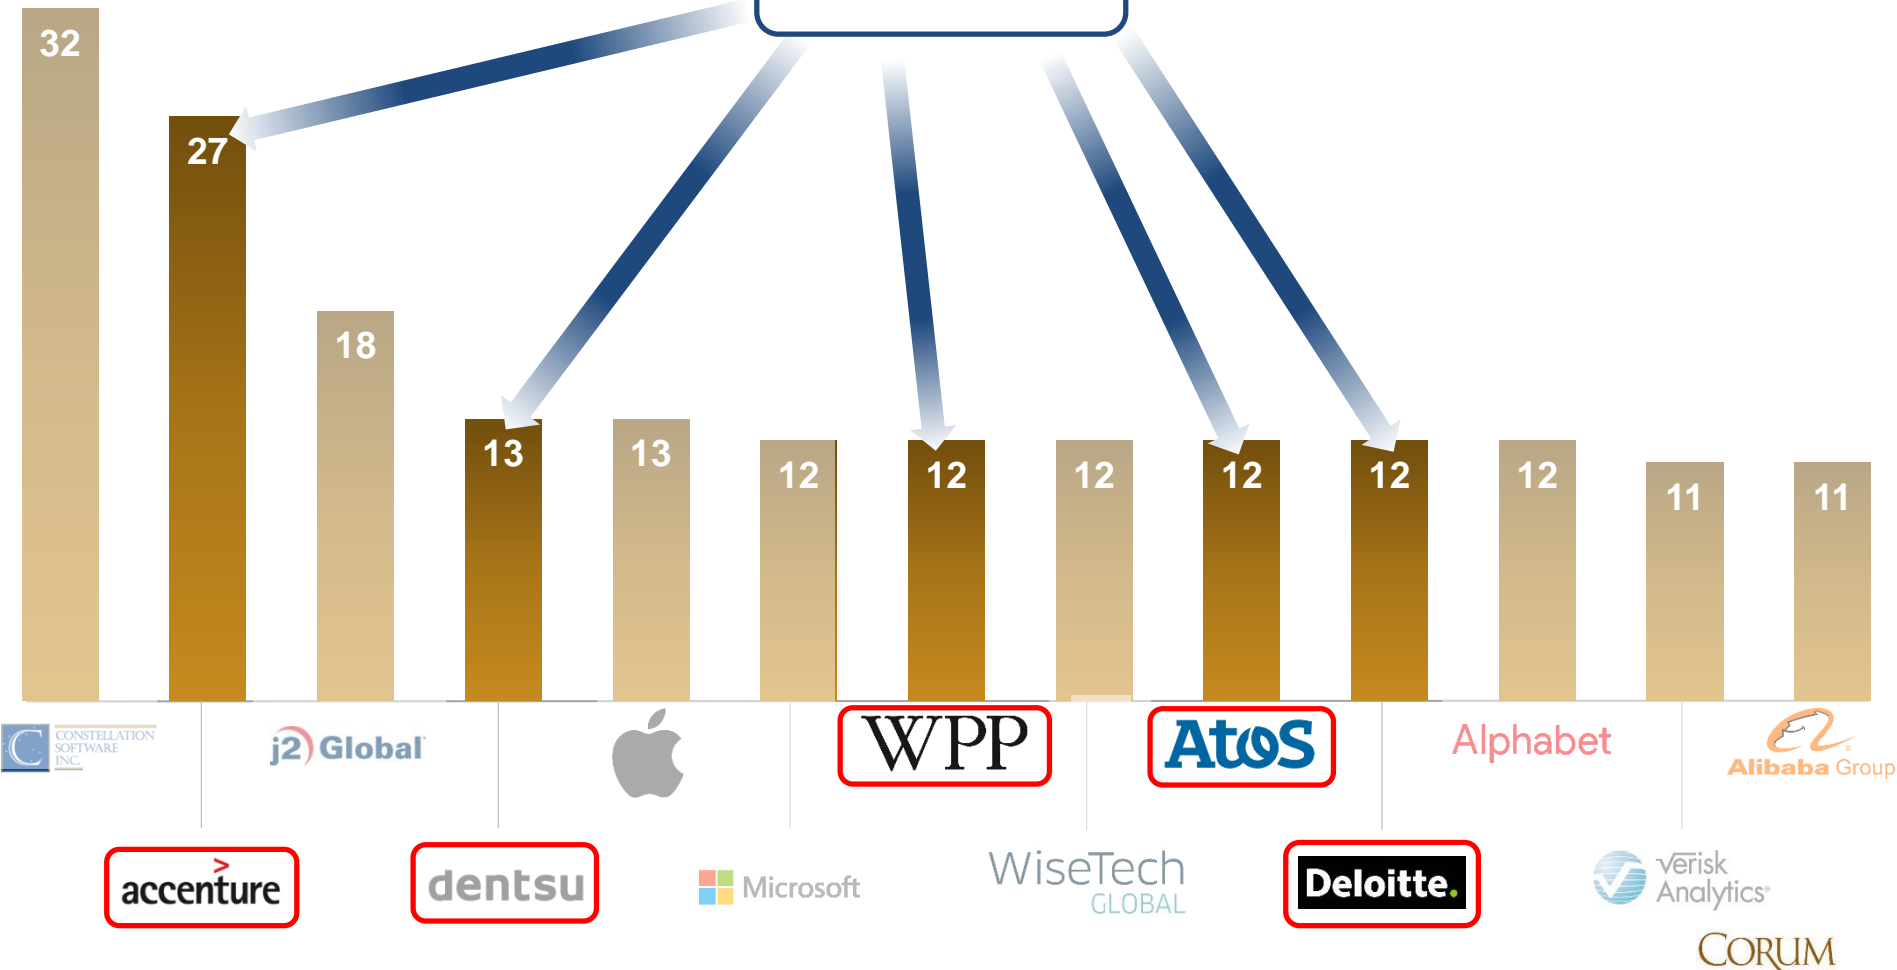 32
27
18
13
13
12
12
12
12
12
12
11
11
CONSTELLATION
SOFTWARE
INC.
j2 Global
WPP
Atos
Alphabet
Alibaba Group
accenture
dentsu
Microsoft
WiseTech
GLOBAL
Deloitte.
Verisk
Analytics
CORUM